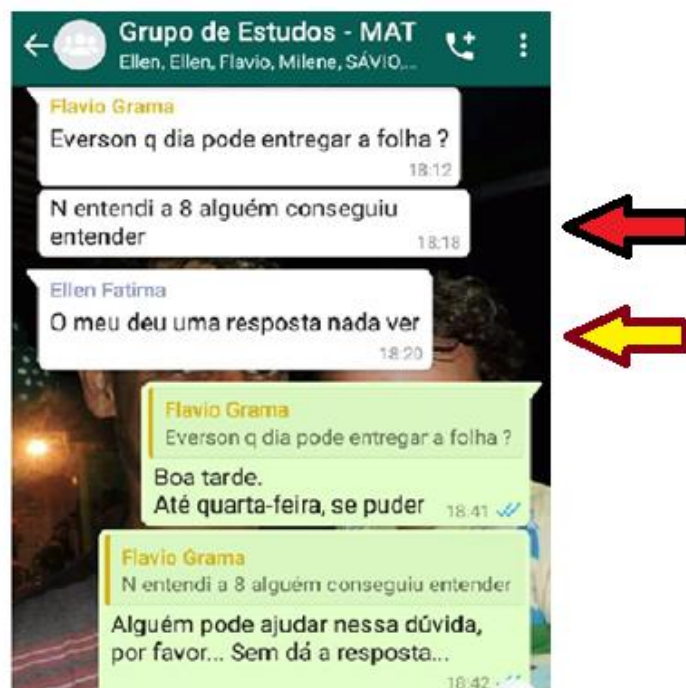 Grupo de Estudos - MAT
Ellen, Ellen, Flavio, Milene, SÁVIO,...
Flavio Grama
Everson q dia pode entregar a folha ?
18:12
N entendi a 8 alguém conseguiu
entender
18:18
Ellen Fatima
O meu deu uma resposta nada ver
18:20
Flavio Grama
Everson q dia pode entregar a folha ?
Boa tarde.
Até quarta-feira, se puder
18:41
Flavio Grama
N entendi a 8 alguém conseguiu entender
Alguém pode ajudar nessa dúvida,
por favor... Sem dá a resposta...
18:42